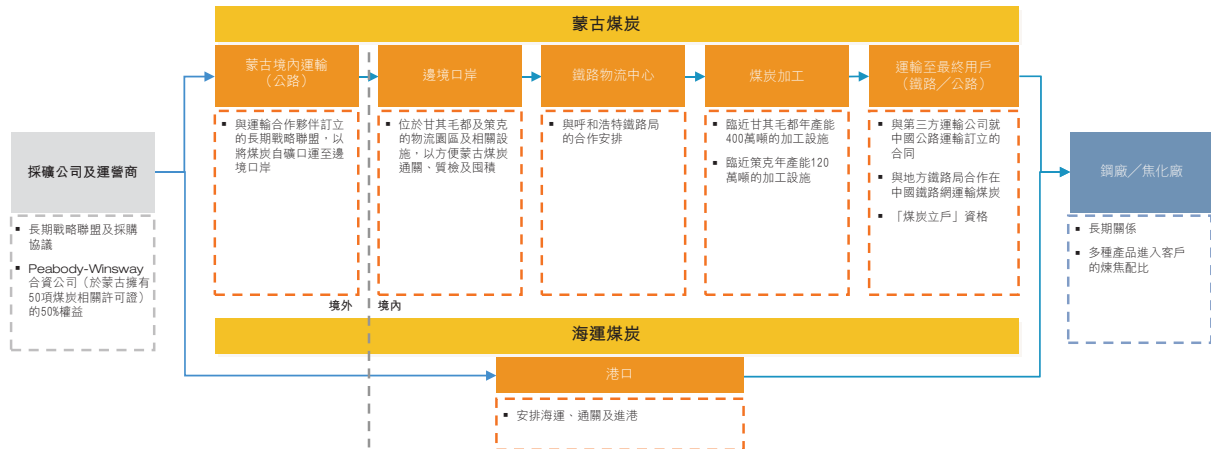 蒙古煤炭
採礦公司及運營商
▪ 長期戰略聯盟及採購
協議
▪ Peabody-Winsway
合資公司（於蒙古擁有
50項煤炭相關許可證）
的50%權益
蒙古境內運輸
（公路）
▪ 與運輸合作夥伴訂立
的長期戰略聯盟，以
將煤炭自礦口運至邊
境口岸
邊境口岸
▪ 位於甘其毛都及策克
的物流園區及相關設
施，以方便蒙古煤炭
通關、質檢及囤積
鐵路物流中心
▪ 與呼和浩特鐵路局
的合作安排
煤炭加工
▪ 臨近甘其毛都年產能
400萬噸的加工設施
▪ 臨近策克年產能120
萬噸的加工設施
運輸至最終用戶
（鐵路／公路）
▪ 與第三方運輸公司就
中國公路運輸訂立的
合同
▪ 與地方鐵路局合作在
中國鐵路網運輸煤炭
▪ 「煤炭立戶」資格
鋼廠／焦化廠
▪ 長期關係
▪ 多種產品進入客戶
的煉焦配比
境外
境內
海運煤炭
港口
▪ 安排海運、通關及進港